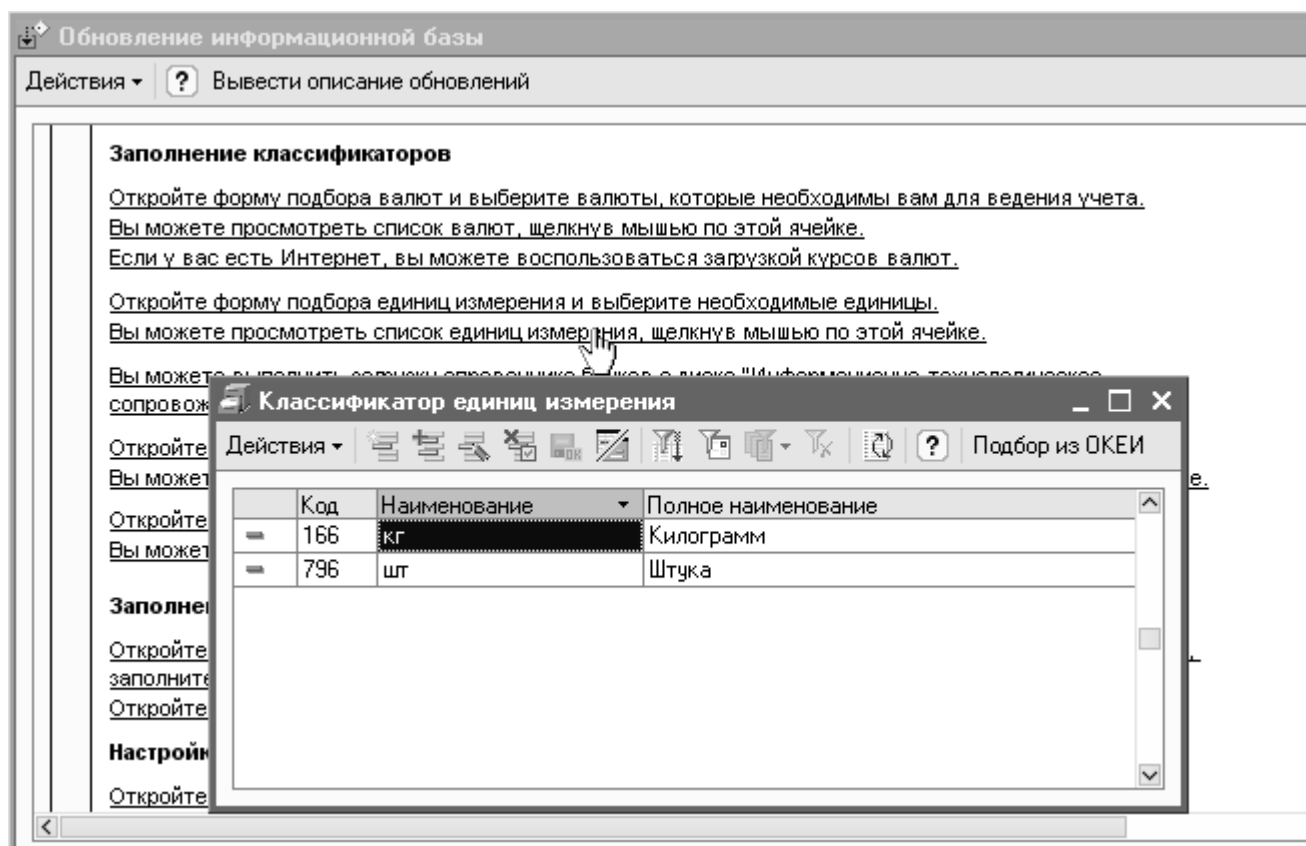 Обновление информационной базы
Действия ? Вывести описание обновлений
Заполнение классификаторов
Откройте форму подбора валют и выберите валюты, которые необходимы вам для ведения учета.
Вы можете просмотреть список валют, щелкнув мышью по этой ячейке.
Если у вас есть Интернет, вы можете воспользоваться загрузкой курсов валют.
Откройте форму подбора единиц измерения и выберите необходимые единицы.
Вы можете просмотреть список единиц измерения, щелкнув мышью по этой ячейке.
Вы можете
сопровож
Классификатор единиц измерения
Откройте
Действия ? Подбор из ОКЕИ
Вы может е.
Код Наименование Полное наименование
Откройте
166 кг Килограмм
Вы может
796 шт Штука
Заполне
Откройте
заполните
Откройте
Настройк
Откройте